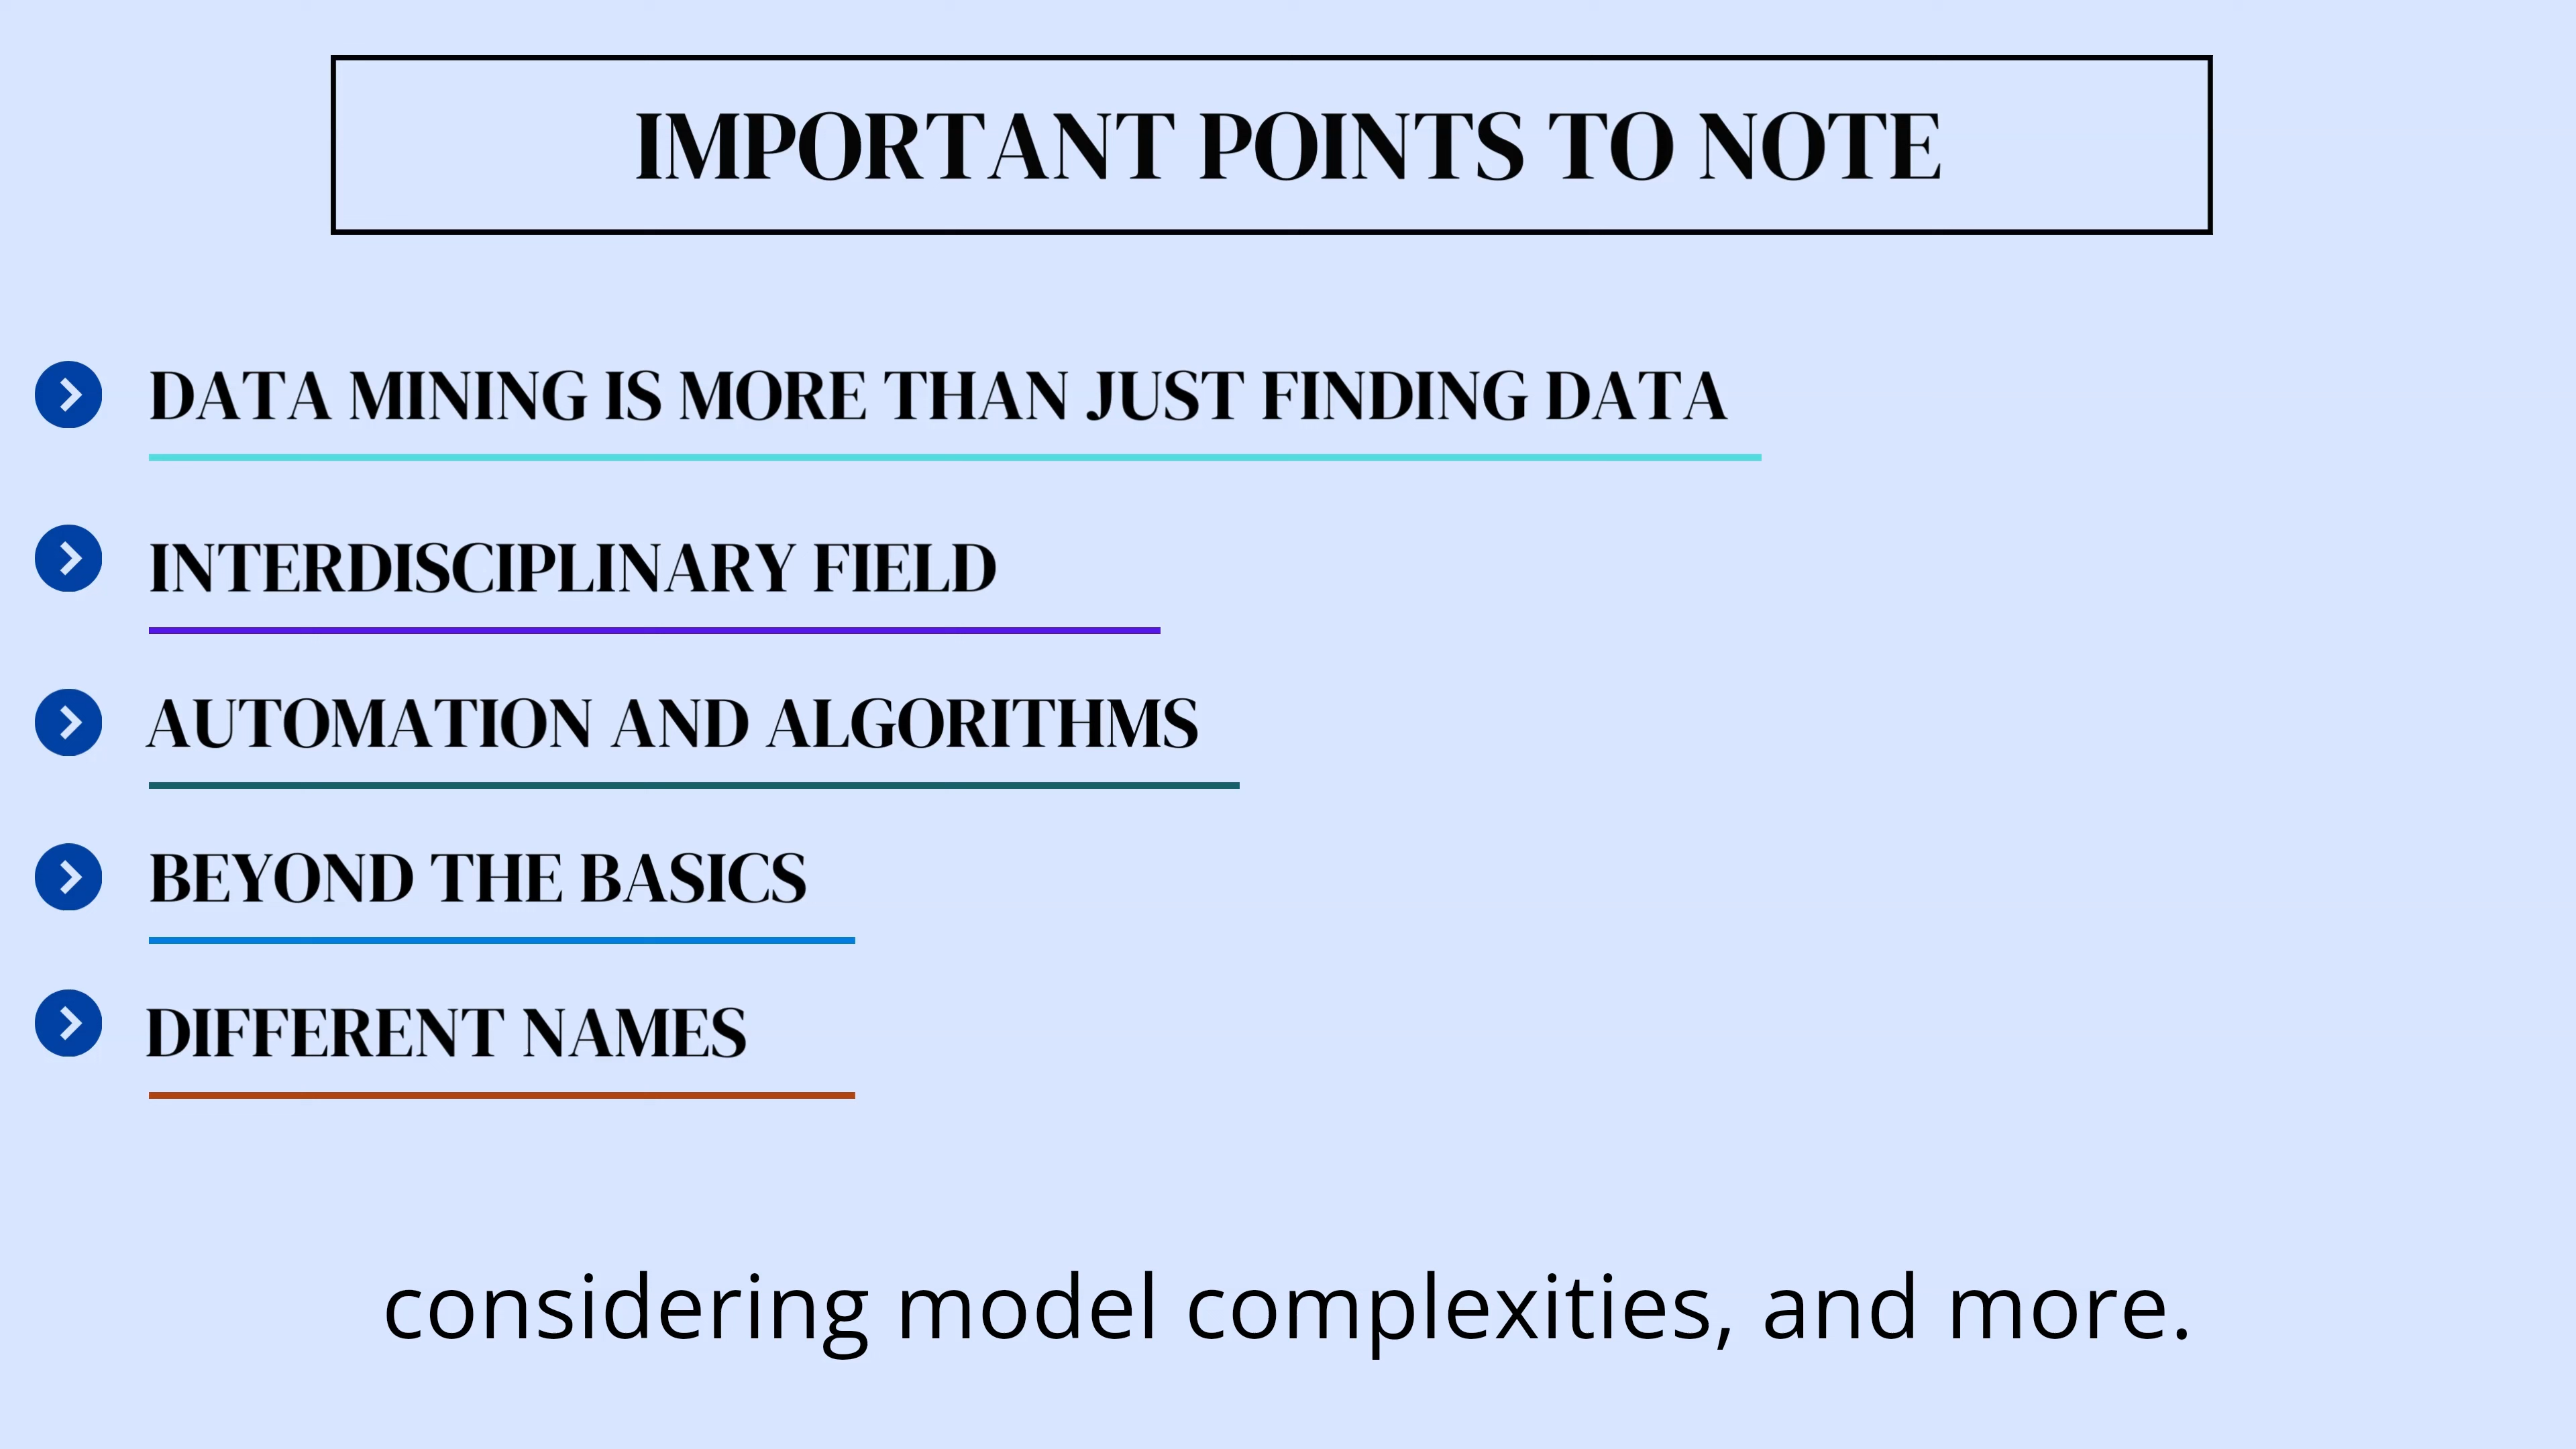 IMPORTANT POINTS TO NOTE
DATA MINING IS MORE THAN JUST FINDING DATA
INTERDISCIPLINARY FIELD
AUTOMATION AND ALGORITHMS
BEYOND THE BASICS
DIFFERENT NAMES
considering model complexities, and more.